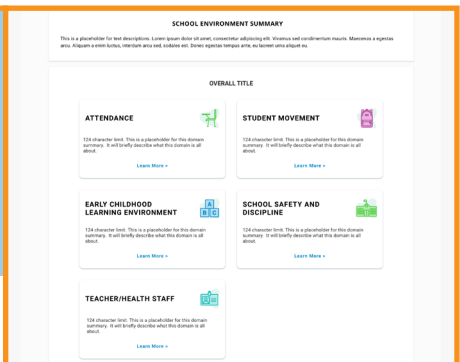 SCHOOL ENVIRONMENT SUMMARY
This is a placeholder for text descriptions. Lorem ipsum dolor sit amet, consectetur adipiscing elit. Vivamus sed condimentum mauris. Maecenas a egestas
arcu. Aliquam a enim luctus, interdum arcu sed, sodales est. Donec egestas tempus ante, eu laoreet urna aliquet eu.
OVERALL TITLE
ATTENDANCE
124 character limit. This is a placeholder for this domain
summary. It will briefly describe what this domain is all
about.
Learn More >
STUDENT MOVEMENT
124 character limit. This is a placeholder for this domain
summary. It will briefly describe what this domain is all
about.
Learn More >
EARLY CHILDHOOD
LEARNING ENVIRONMENT
A
B C
124 character limit. This is a placeholder for this domain
summary. It will briefly describe what this domain is all
about.
Learn More >
SCHOOL SAFETY AND
DISCIPLINE
124 character limit. This is a placeholder for this domain
summary. It will briefly describe what this domain is all
about.
Learn More >
TEACHER/HEALTH STAFF
124 character limit. This is a placeholder for this domain
summary. It will briefly describe what this domain is all
about.
Learn More >